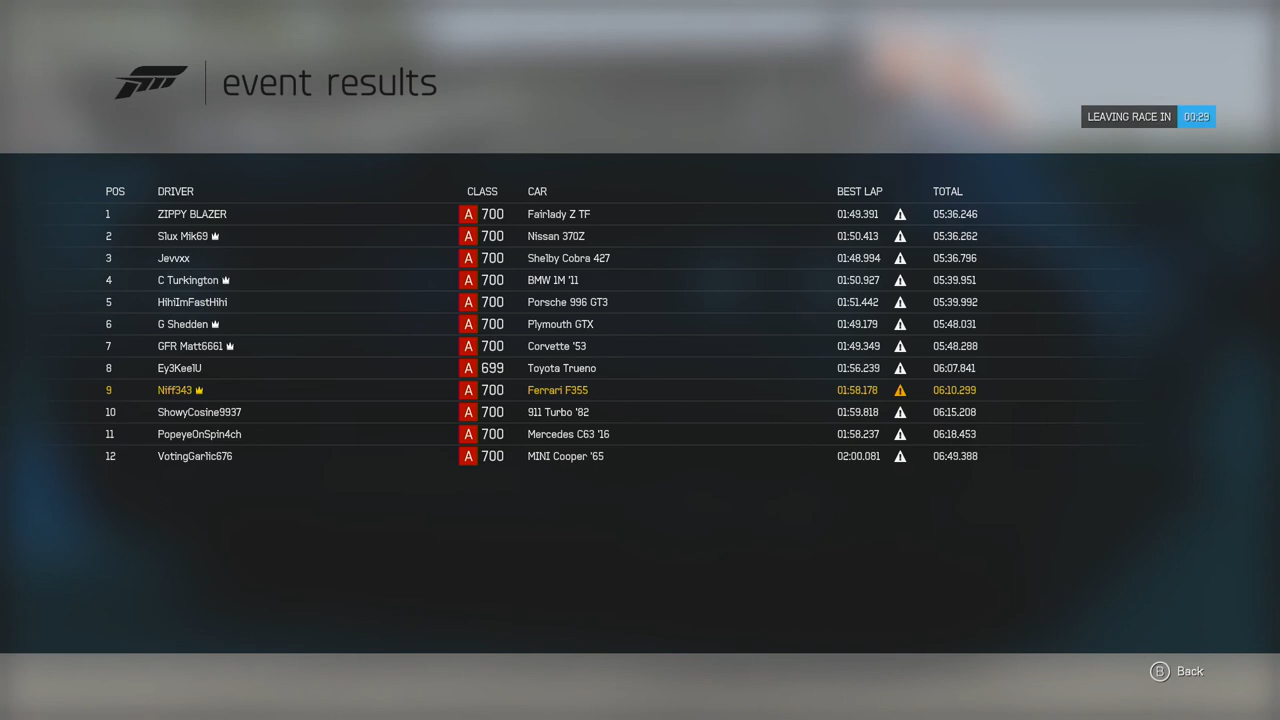 event results
LEAVING RACE IN 00:29
POS DRIVER CLASS CAR BEST LAP TOTAL
1 ZIPPY BLAZER A 700 Fairlady Z TF 01:49.391 05:36.246
2 Slux Mik69 A 700 Nissan 370Z 01:50.413 05:36.262
3 Jevvxx A 700 Shelby Cobra 427 01:48.994 05:36.796
4 C Turkington A 700 BMW 1M '11 01:50.927 05:39.951
5 HihiImFastHihi A 700 Porsche 996 GT3 01:51.442 05:39.992
6 G Shedden A 700 Plymouth GTX 01:49.179 05:48.031
7 GFR Matt6661 A 700 Corvette '53 01:49.349 05:48.288
8 Ey3KeelU A 699 Toyota Trueno 01:56.239 06:07.841
9 Niff343 A 700 Ferrari F355 01:58.178 06:10.299
10 ShowyCosine9937 A 700 911 Turbo '82 01:59.818 06:15.208
11 PopeyeOnSpin4ch A 700 Mercedes C63 '16 01:58.237 06:18.453
12 VotingGarlic676 A 700 MINI Cooper '65 02:00.081 06:49.388
B Back